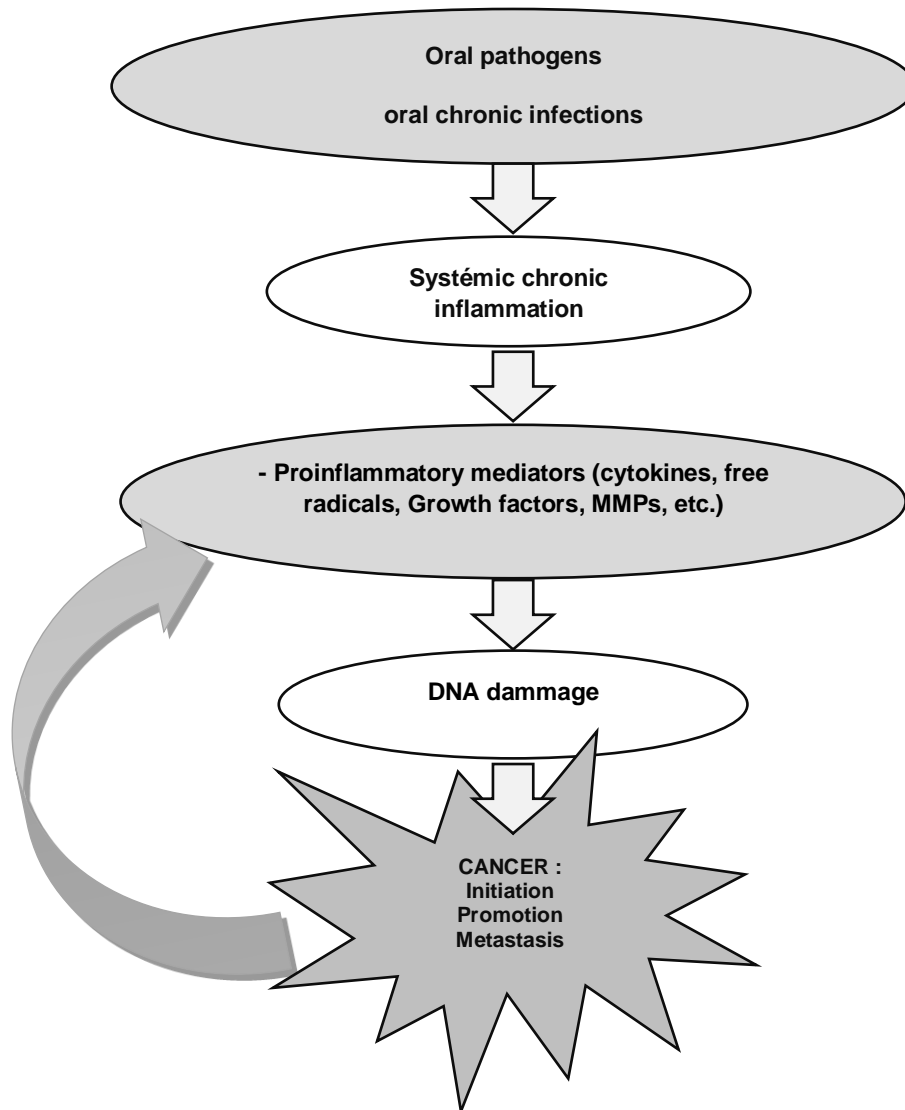 Oral pathogens
oral chronic infections
Systémic chronic
inflammation
- Proinflammatory mediators (cytokines, free
radicals, Growth factors, MMPs, etc.)
DNA dammage
CANCER :
Initiation
Promotion
Metastasis